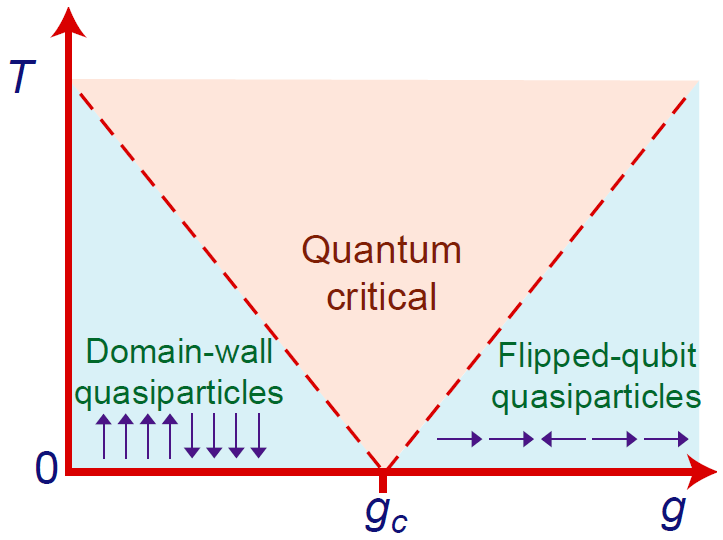 T
Quantum
critical
Domain-wall
quasiparticles
Flipped-qubit
quasiparticles
0
g_c
g